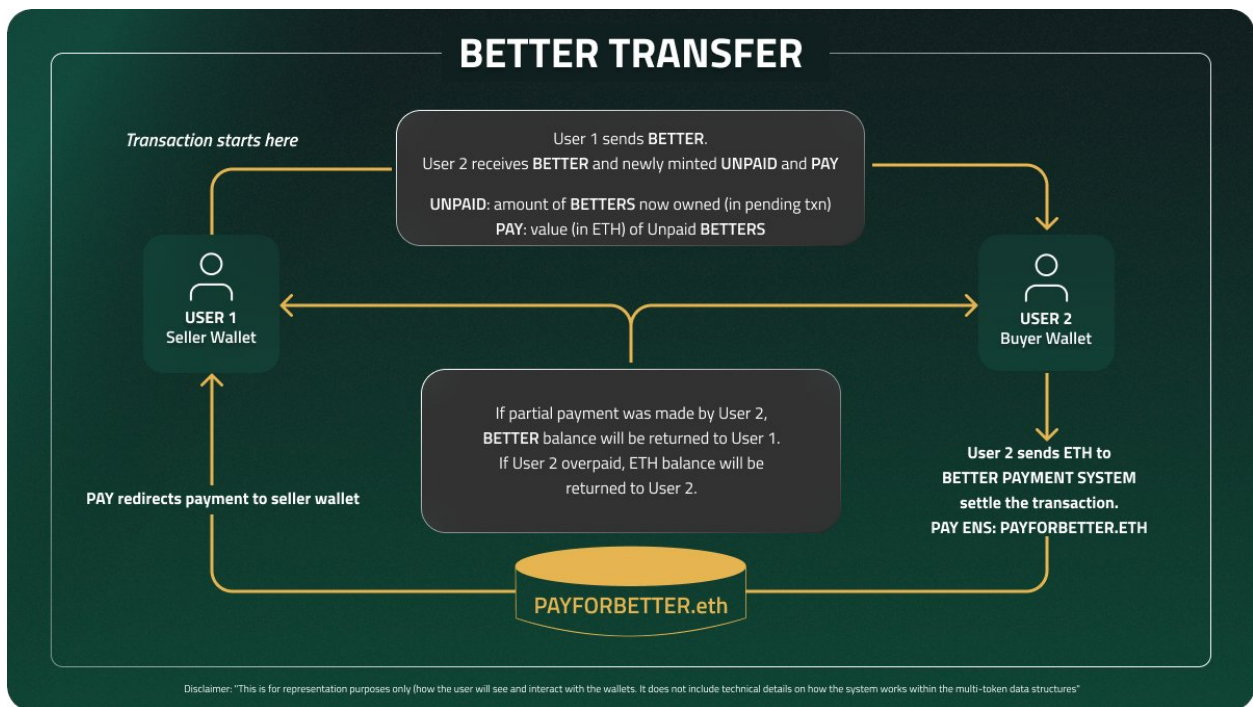 BETTER TRANSFER
Transaction starts here
User 1 sends BETTER.
User 2 receives BETTER and newly minted UNPAID and PAY
UNPAID: amount of BETTERS now owned (in pending txn)
PAY: value (in ETH) of Unpaid BETTERS
USER 1
Seller Wallet
USER 2
Buyer Wallet
If partial payment was made by User 2,
BETTER balance will be returned to User 1.
If User 2 overpaid, ETH balance will be
returned to User 2.
User 2 sends ETH to
BETTER PAYMENT SYSTEM
settle the transaction.
PAY ENS: PAYFORBETTER.ETH
PAY redirects payment to seller wallet
PAYFORBETTER.eth
Disclaimer: "This is for representation purposes only (how the user will see and interact with the wallets. It does not include technical details on how the system works within the multi-token data structures"